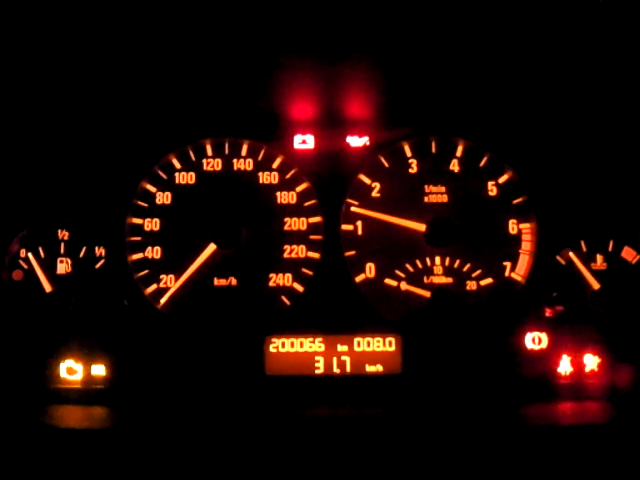 0 1/2 1/1
20 40 60 80 100 120 140 160 180 200 220 240
km/h
0 1 2 3 4 5 6 7
1/min
x1000
10 20
L/100km
200066 km 008.0
31.7 km/h